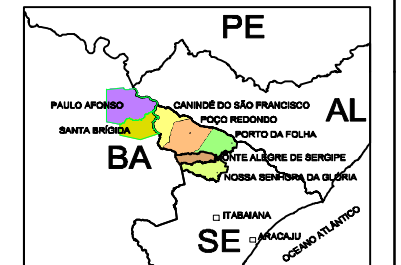 PE
AL
PAULO AFONSO
CANINDÉ DO SÃO FRANCISCO
POÇO REDONDO
SANTA BRÍGIDA
PORTO DA FOLHA
BA
MONTE ALEGRE DE SERGIPE
NOSSA SENHORA DA GLÓRIA
ITABAIANA
SE
ARACAJU
OCEANO ATLÂNTICO